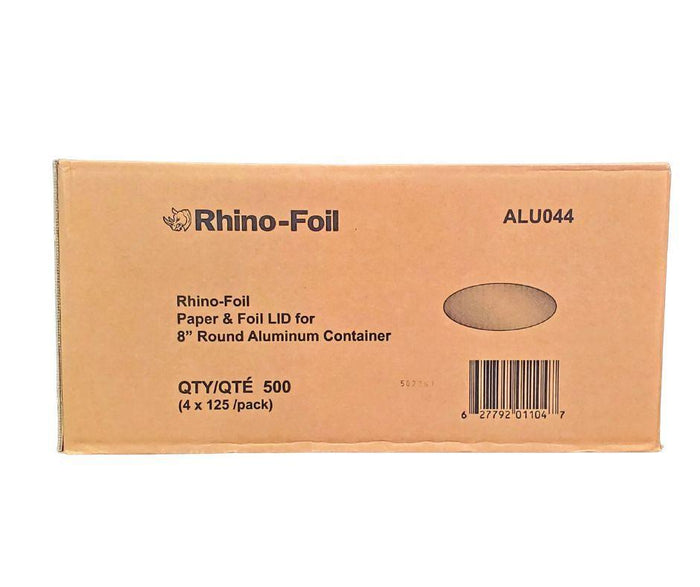 Rhino-Foil
ALU044
Rhino-Foil
Paper & Foil LID for
8” Round Aluminum Container
QTY/QTÉ 500
(4 x 125 /pack)
6 27792 01104 7